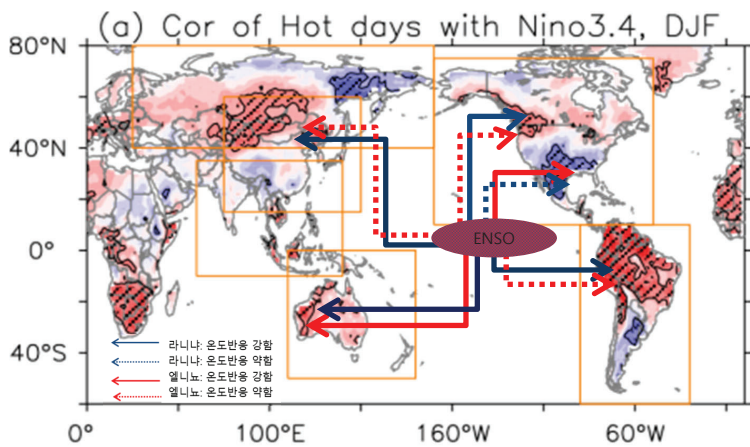 (a) Cor of Hot days with Nino3.4, DJF
80°N
40°N
0°
40°S
ENSO
라니냐: 온도반응 강함
라니냐: 온도반응 약함
엘니뇨: 온도반응 강함
엘니뇨: 온도반응 약함
0° 100°E 160°W 60°W